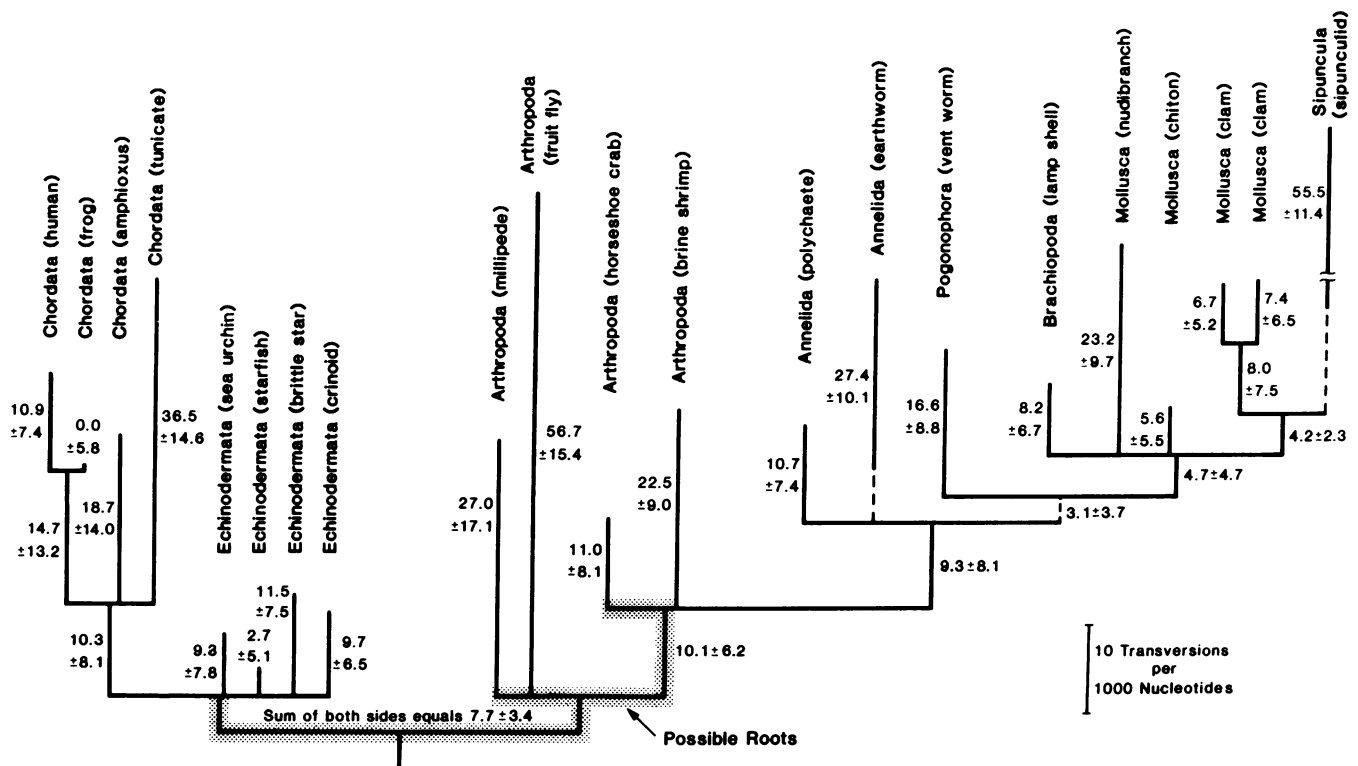 Chordata (human)
Chordata (frog)
Chordata (amphioxus)
Chordata (tunicate)
10.9
±7.4
0.0
±5.8
18.7
±14.0
36.5
±14.6
14.7
±13.2
10.3
±8.1
Echinodermata (sea urchin)
Echinodermata (starfish)
Echinodermata (brittle star)
Echinodermata (crinoid)
9.3
±7.8
2.7
±5.1
11.5
±7.5
9.7
±6.5
Sum of both sides equals 7.7±3.4
Arthropoda (millipede)
Arthropoda
(fruit fly)
Arthropoda (horseshoe crab)
Arthropoda (brine shrimp)
27.0
±17.1
56.7
±15.4
11.0
±8.1
22.5
±9.0
10.1±6.2
Possible Roots
Annelida (polychaete)
Annelida (earthworm)
Pogonophora (vent worm)
10.7
±7.4
27.4
±10.1
16.6
±8.8
9.3±8.1
3.1±3.7
Brachiopoda (lamp shell)
Mollusca (nudibranch)
Mollusca (chiton)
Mollusca (clam)
Mollusca (clam)
Sipuncula
(sipunculid)
8.2
±6.7
23.2
±9.7
5.6
±5.5
6.7
±5.2
7.4
±6.5
8.0
±7.5
55.5
±11.4
4.2±2.3
4.7±4.7
10 Transversions
per
1000 Nucleotides